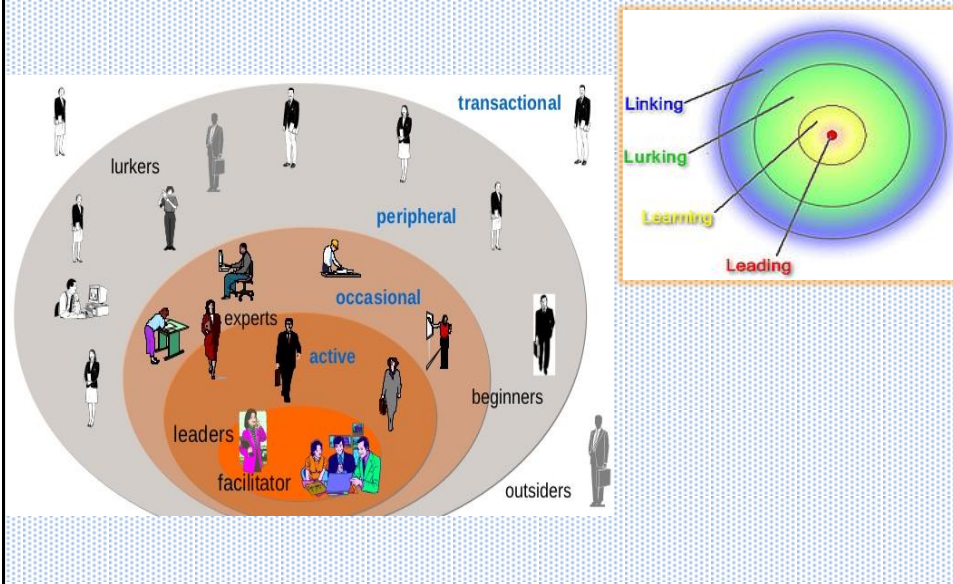 transactional
lurkers
peripheral
occasional
experts
active
beginners
leaders
facilitator
outsiders
Linking
Lurking
Learning
Leading